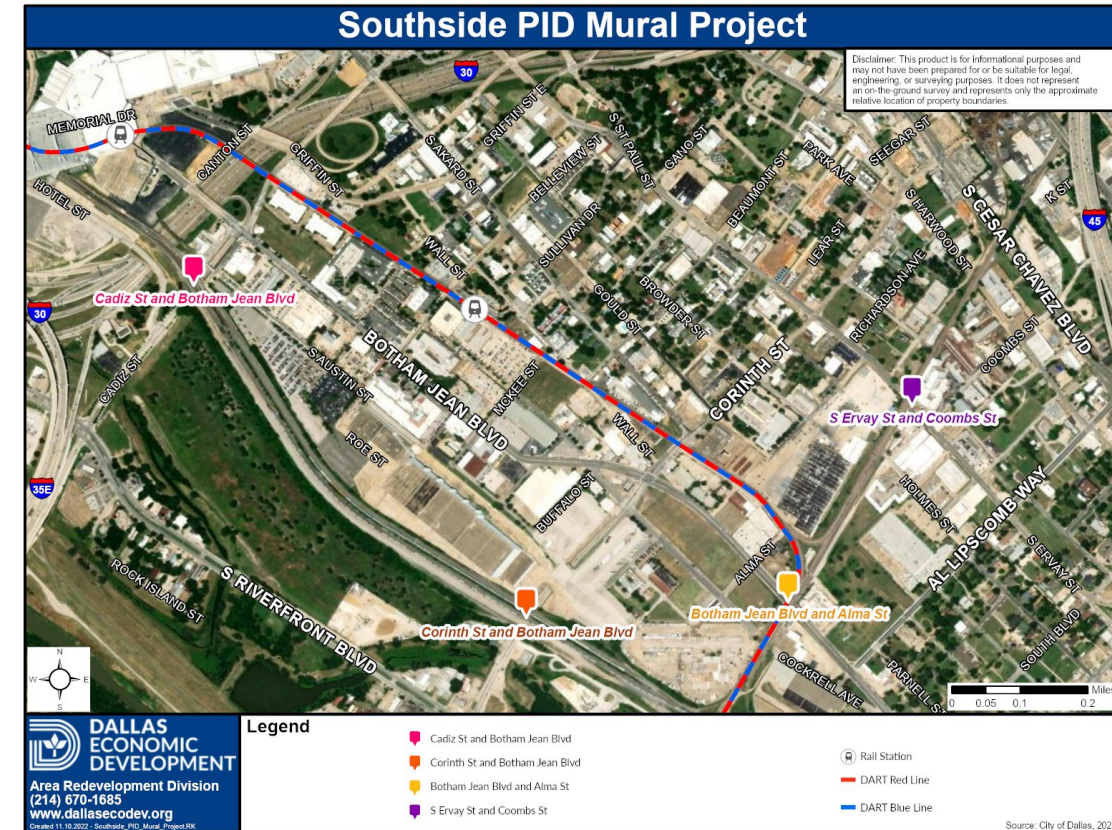 Southside PID Mural Project
Disclaimer: This product is for informational purposes and
may not have been prepared for or be suitable for legal,
engineering, or surveying purposes. It does not represent
an on-the-ground survey and represents only the approximate
relative location of property boundaries.
30
MEMORIAL DR
CANTON ST
GRIFFIN ST
SAKARD ST
GRIFFIN ST E
BELLEVIEW ST
S ST PAUL ST
GANO ST
PARK AVE
SEEGAR ST
BEAUMONT ST
K ST
45
HOTEL ST
WALL ST
SULLIVAN DR
LEAR ST
S HARWOOD ST
S CESAR CHAVEZ BLVD
Cadiz St and Botham Jean Blvd
30
GOULD ST
BROWDER ST
RICHARDSON AVE
COOMBS ST
CADIZ ST
S AUSTIN ST
BOTHAM JEAN BLVD
MCKEE ST
CORINTH ST
S Ervay St and Coombs St
WALL ST
ROE ST
35E
BUFFALO ST
HOLMES ST
AL LIPSCOMB WAY
ALMA ST
S ERVAY ST
ROCK ISLAND ST
S RIVERFRONT BLVD
Corinth St and Botham Jean Blvd
Botham Jean Blvd and Alma St
SOUTH BLVD
COCKRELL AVE
PARNELL ST
N
W E
S
Miles
0 0.05 0.1 0.2
DALLAS
ECONOMIC
DEVELOPMENT
Area Redevelopment Division
(214) 670-1685
www.dallasecodev.org
Created 11.10.2022 - Southside_PID_Mural_Project.RK
Legend
Cadiz St and Botham Jean Blvd
Corinth St and Botham Jean Blvd
Botham Jean Blvd and Alma St
S Ervay St and Coombs St
Rail Station
DART Red Line
DART Blue Line
Source: City of Dallas, 202